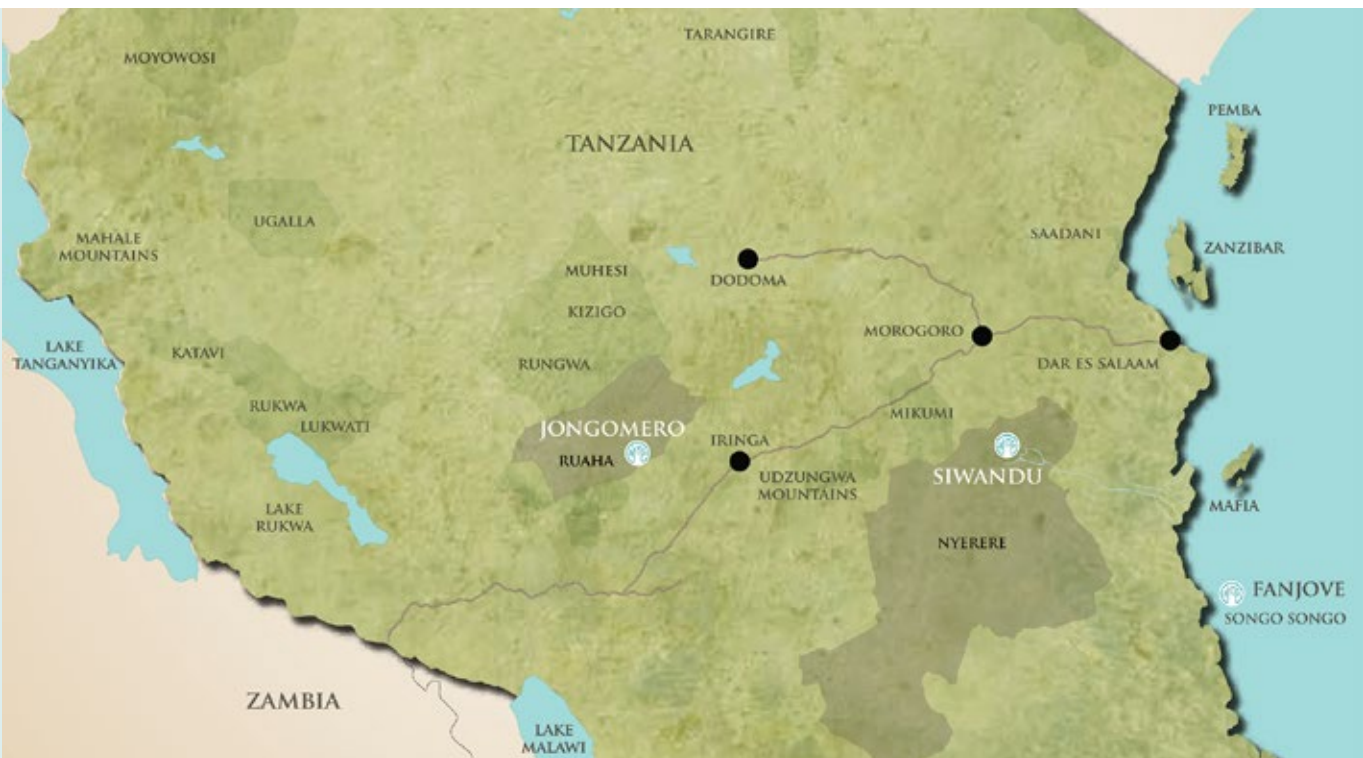 TARANGIRE
MOYOWOSI
PEMBA
TANZANIA
UGALLA
SAADANI
MAHALE
MOUNTAINS
ZANZIBAR
MUHESI
DODOMA
KIZIGO
MOROGORO
LAKE
TANGANYIKA
KATAVI
RUNGWA
DAR ES SALAAM
RUKWA
LUKWATI
MIKUMI
JONGOMERO
RUAHA
IRINGA
UDZUNGWA
MOUNTAINS
SIWANDU
LAKE
RUKWA
MAFIA
NYERERE
FANJOVE
SONGO SONGO
ZAMBIA
LAKE
MALAWI